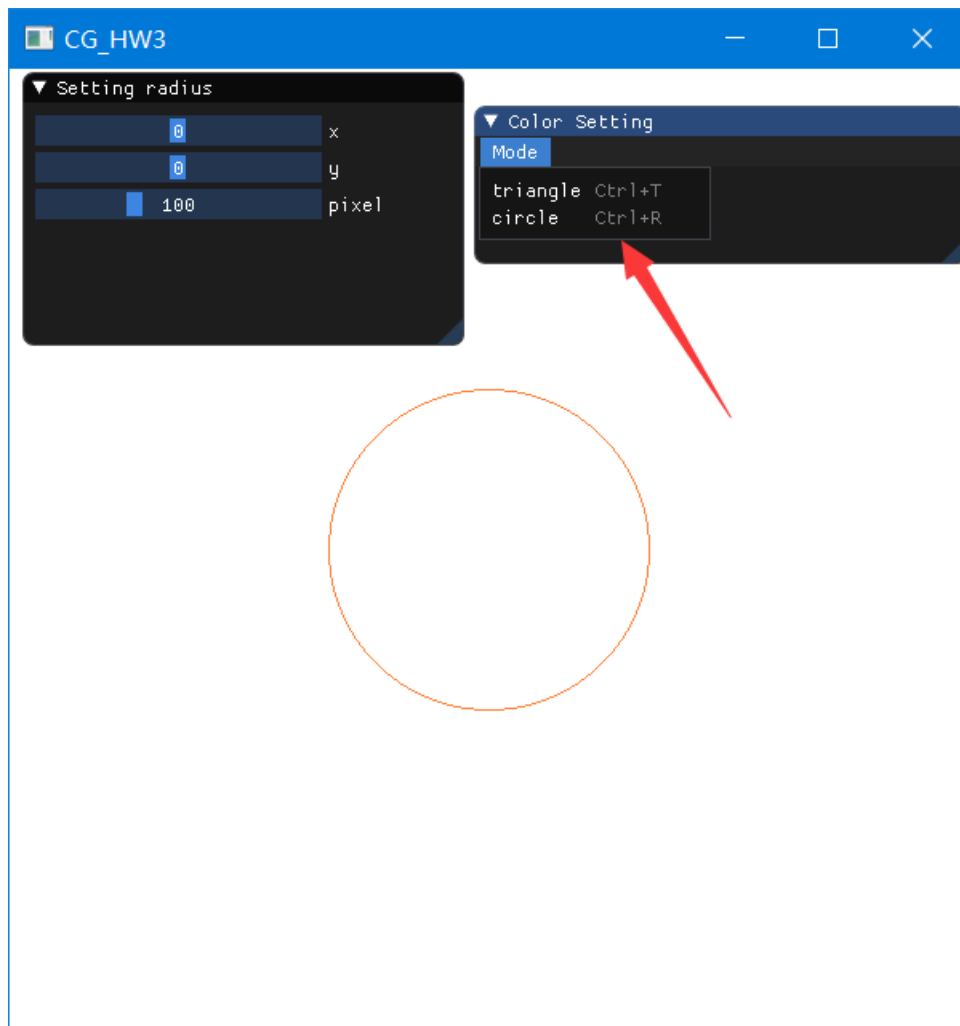 CG_HW3
Setting radius
0 x
0 y
100 pixel
Color Setting
Mode
triangle Ctrl+T
circle Ctrl+R